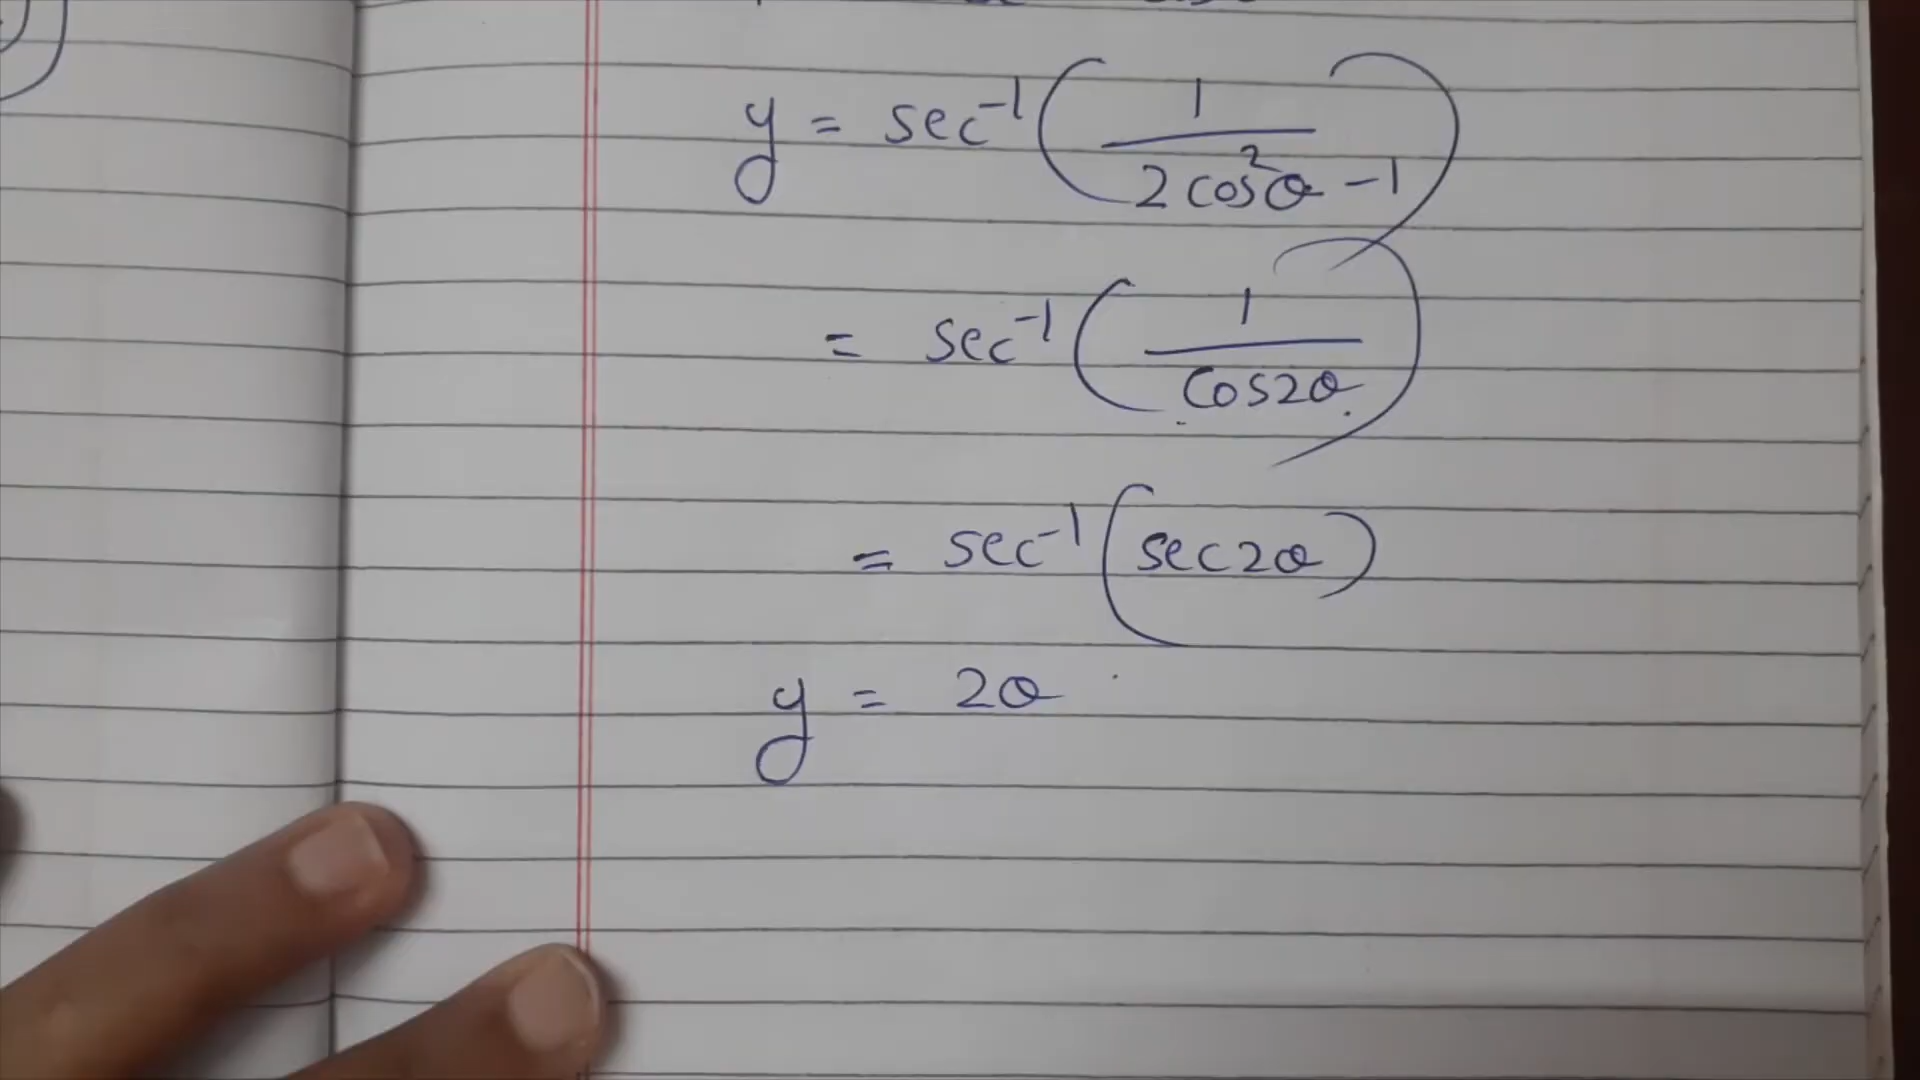 y = sec⁻¹ (1 / (2cos²θ - 1))
= sec⁻¹ (1 / cos2θ)
= sec⁻¹ (sec2θ)
y = 2θ